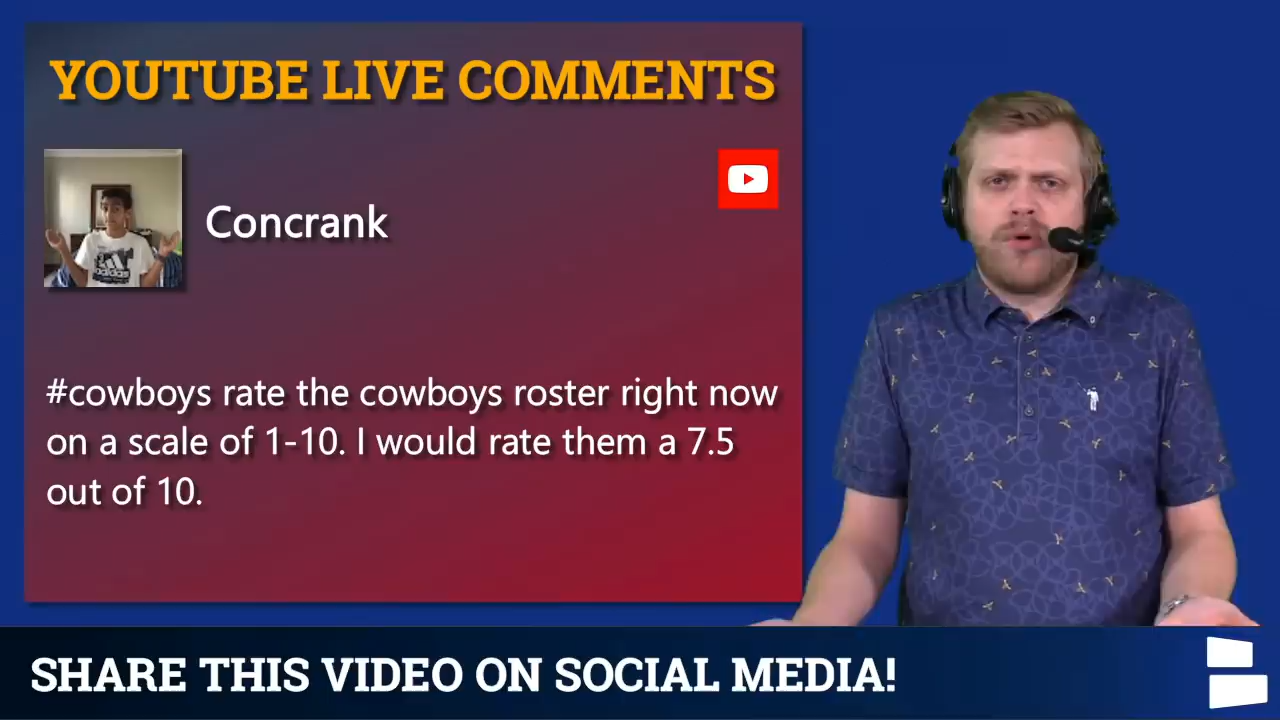 YOUTUBE LIVE COMMENTS
Concrank
adidas
#cowboys rate the cowboys roster right now
on a scale of 1-10. I would rate them a 7.5
out of 10.
SHARE THIS VIDEO ON SOCIAL MEDIA!